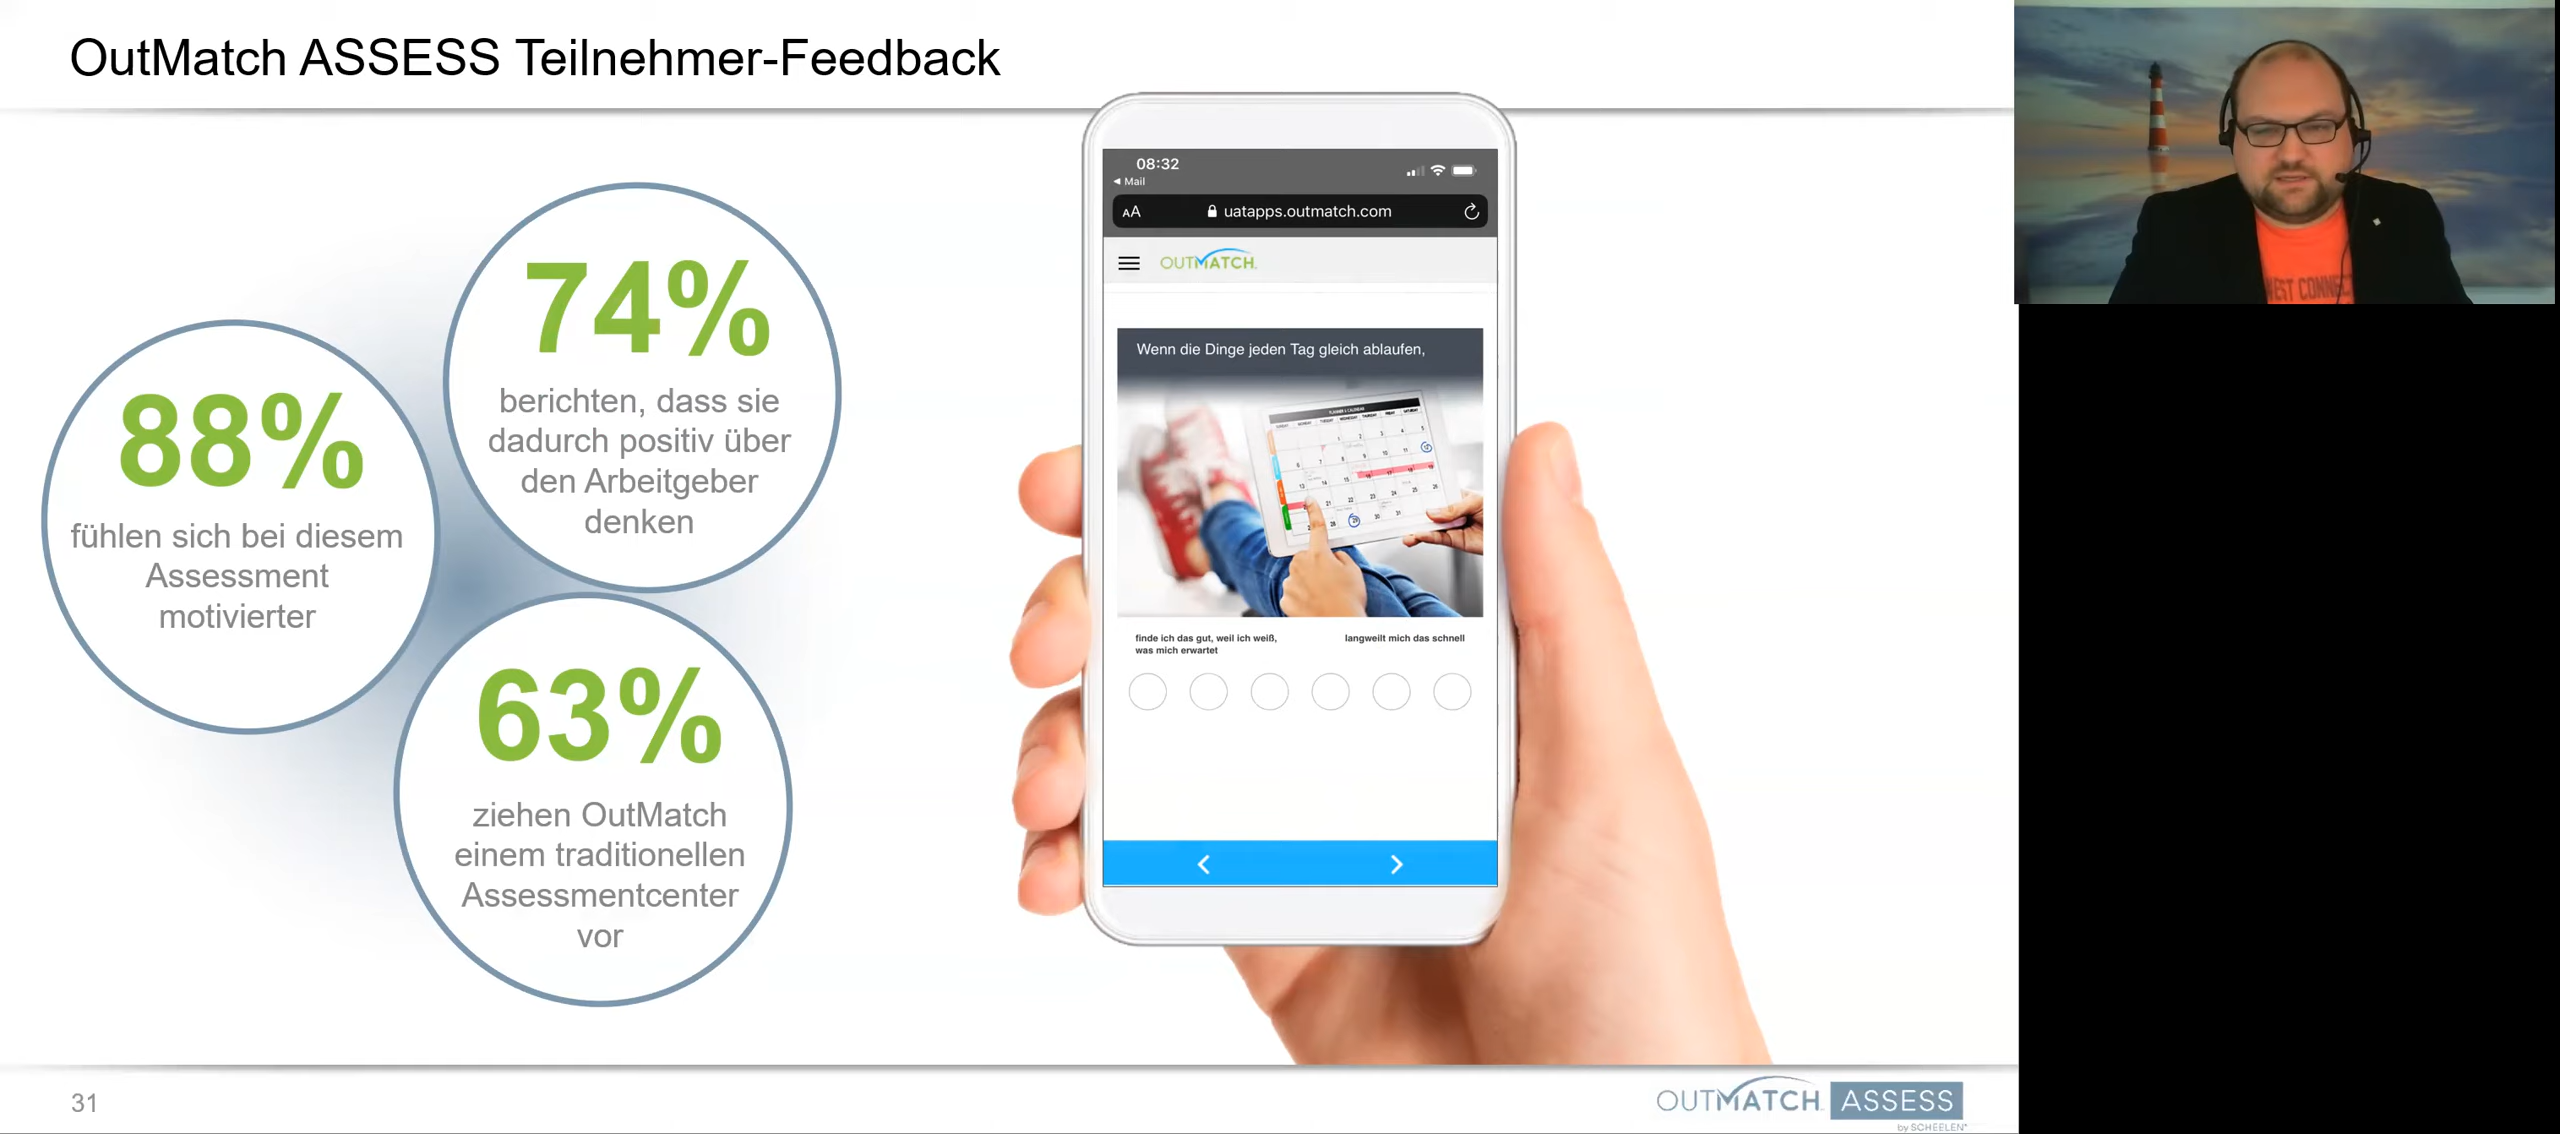 OutMatch ASSESS Teilnehmer-Feedback
88%
fühlen sich bei diesem
Assessment
motivierter
74%
berichten, dass sie
dadurch positiv über
den Arbeitgeber
denken
63%
ziehen OutMatch
einem traditionellen
Assessmentcenter
vor
08:32
Mail
AA uatapps.outmatch.com
OUTMATCH
Wenn die Dinge jeden Tag gleich ablaufen,
finde ich das gut, weil ich weiß,
was mich erwartet
langweilt mich das schnell
31
OUTMATCH ASSESS
by SCHEELEN®